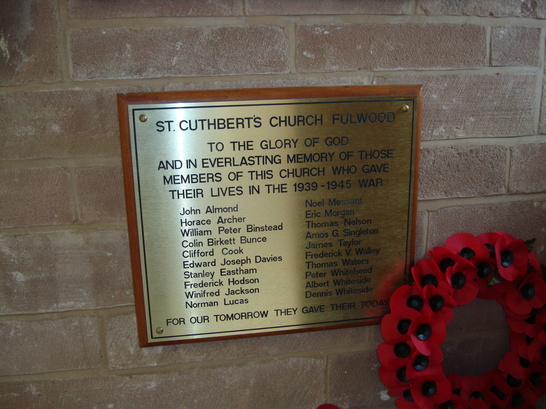 ST. CUTHBERT'S CHURCH FULWOOD
TO THE GLORY OF GOD
AND IN EVERLASTING MEMORY OF THOSE
MEMBERS OF THIS CHURCH WHO GAVE
THEIR LIVES IN THE 1939-1945 WAR
John Almond
Horace Archer
William Peter Binstead
Colin Birkett Bunce
Clifford Cook
Edward Joseph Davies
Stanley Eastham
Frederick Hodson
Winifred Jackson
Norman Lucas
Noel
Eric Morgan
Thomas Nelson
Amos G. Singleton
James Taylor
Frederick V. Walley
Thomas Waters
Peter Whiteheed
Albert Whiteside
Dennis Whiteside
FOR OUR TOMORROW THEY GAVE THEIR TODAY